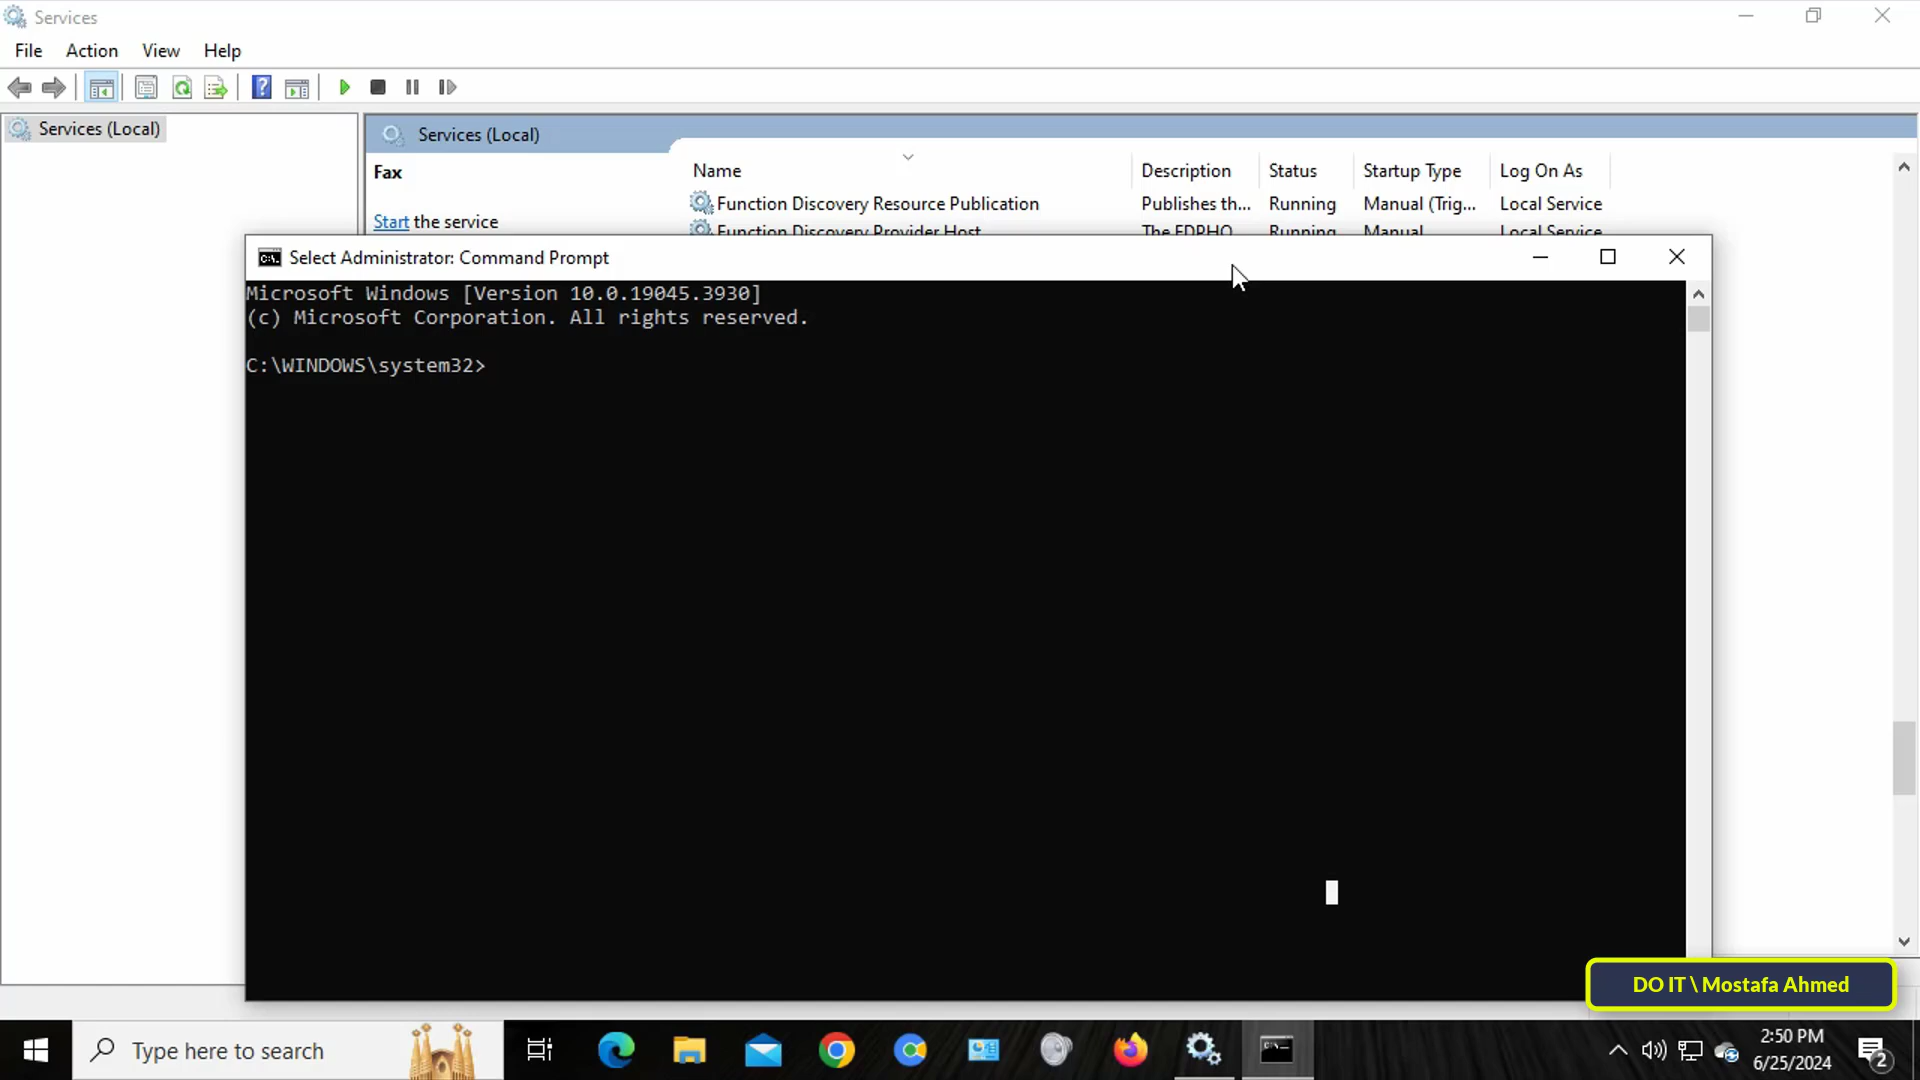 Services
File Action View Help
Services (Local)
Services (Local)
Fax
Start the service
Name Description Status Startup Type Log On As
Function Discovery Resource Publication Publishes th... Running Manual (Trig... Local Service
Function Discovery Provider Host The FDPHO Running Manual Local Service
Select Administrator: Command Prompt
Microsoft Windows [Version 10.0.19045.3930]
(c) Microsoft Corporation. All rights reserved.
C:\WINDOWS\system32>
DO IT \ Mostafa Ahmed
Type here to search
2:50 PM
6/25/2024
2